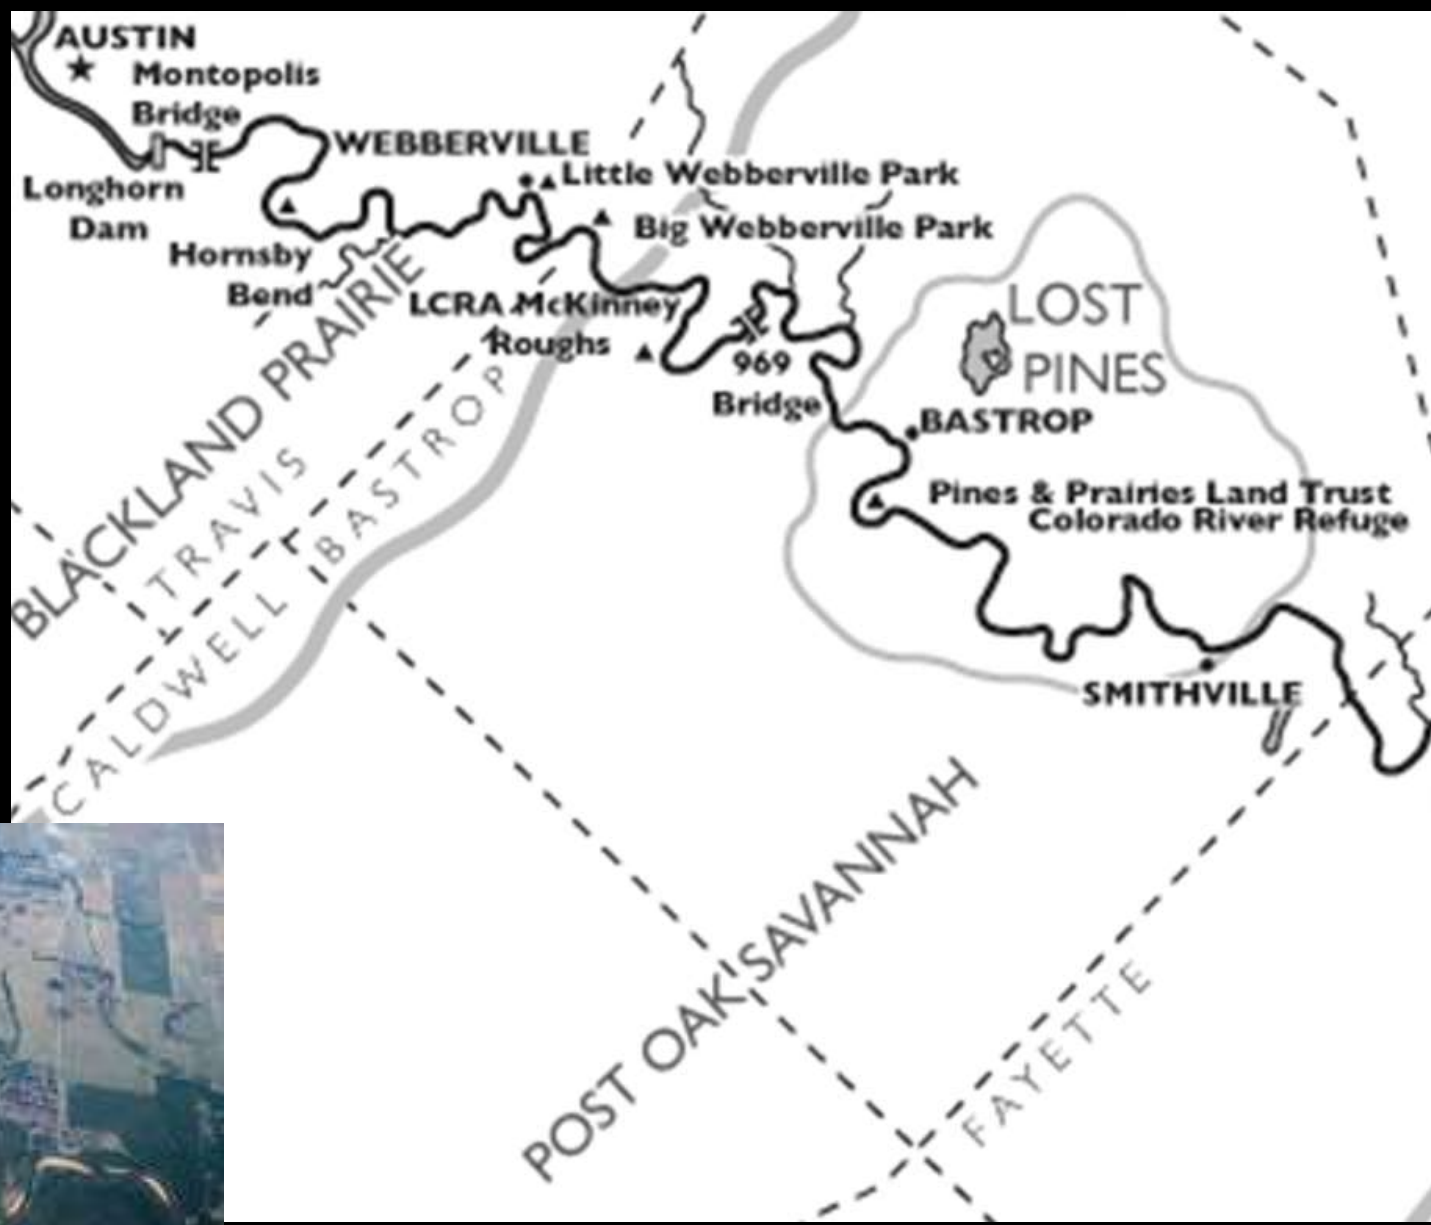 AUSTIN
Montopolis
Bridge
WEBBERVILLE
Little Webberville Park
Longhorn
Dam
Big Webberville Park
Hornsby
Bend
LCRA McKinney
Roughs
969
Bridge
LOST
PINES
BASTROP
Pines & Prairies Land Trust
Colorado River Refuge
BLACKLAND PRAIRIE
TRAVIS
BASTROP
CALDWELL
SMITHVILLE
POST OAK SAVANNAH
FAYETTE